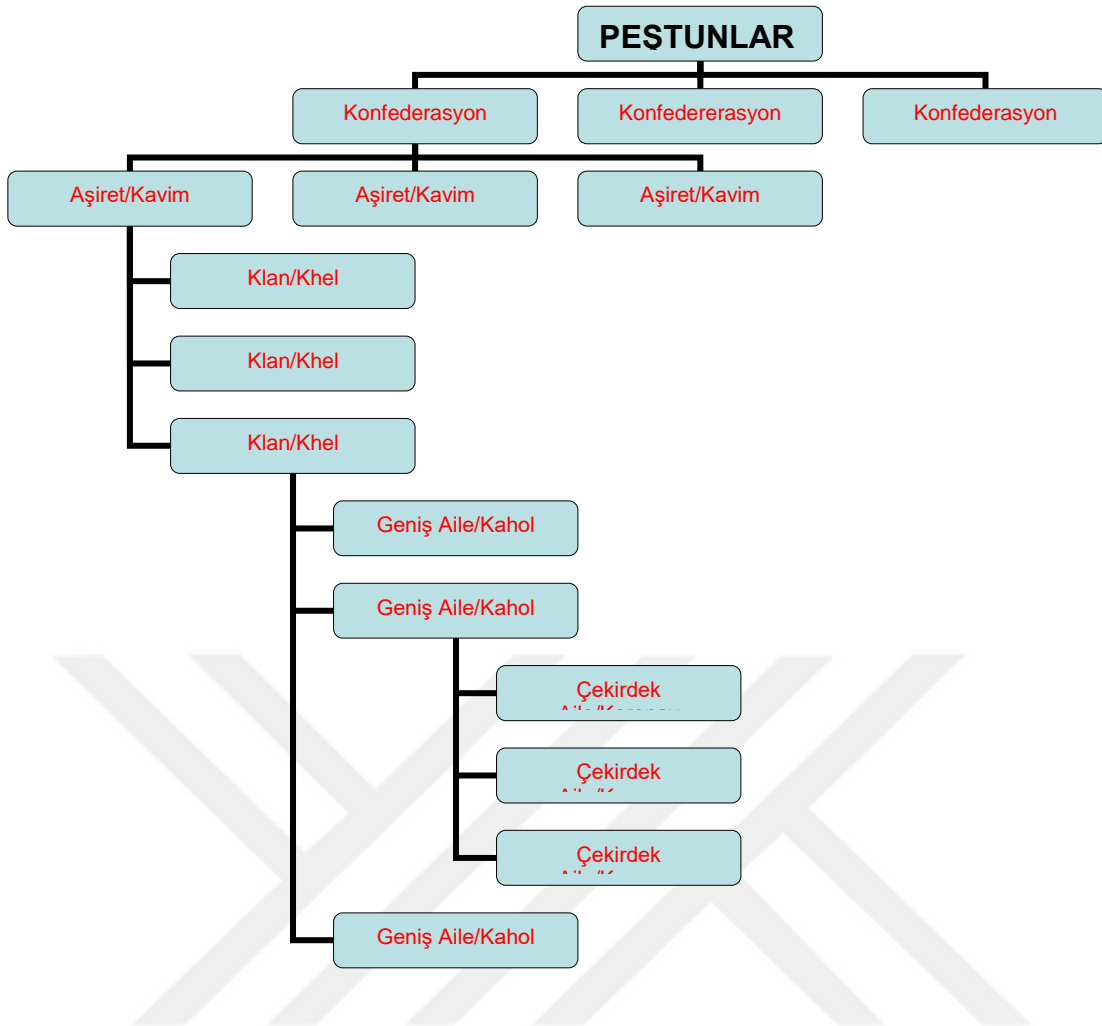 PEŞTUNLAR
Konfederasyon
Konfedererasyon
Konfederasyon
Aşiret/Kavim
Aşiret/Kavim
Aşiret/Kavim
Klan/Khel
Klan/Khel
Klan/Khel
Geniş Aile/Kahol
Geniş Aile/Kahol
Çekirdek
Çekirdek
Çekirdek
Geniş Aile/Kahol